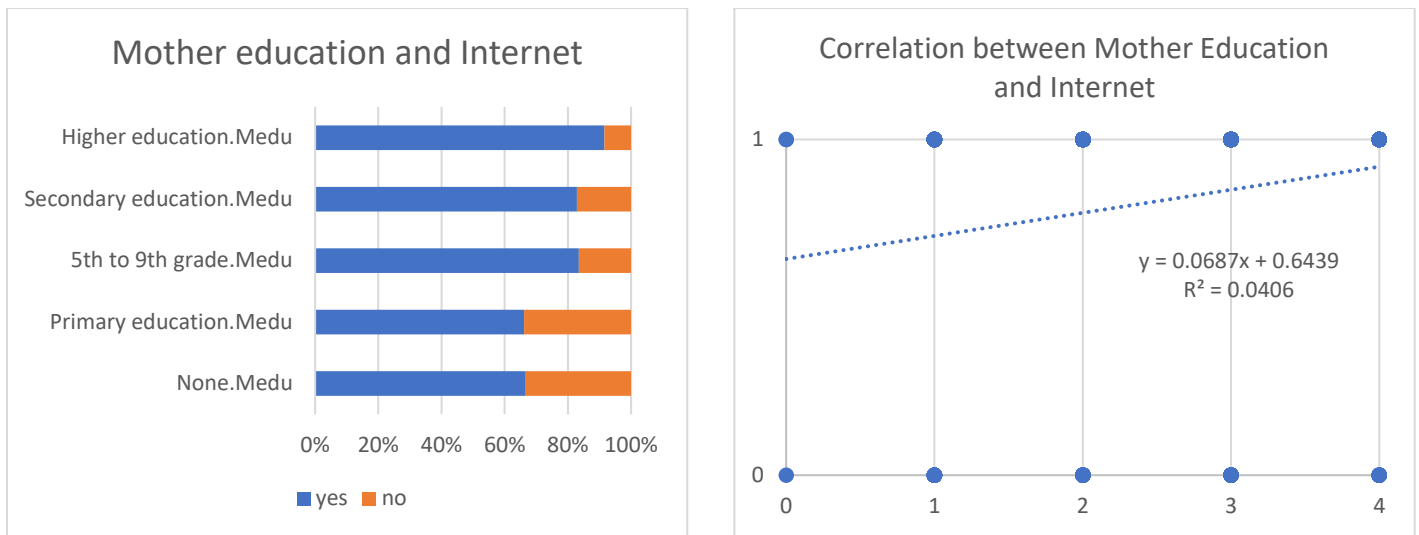 Mother education and Internet
Higher education.Medu
Secondary education.Medu
5th to 9th grade.Medu
Primary education.Medu
None.Medu
0% 20% 40% 60% 80% 100%
yes no
Correlation between Mother Education
and Internet
1
y = 0.0687x + 0.6439
R² = 0.0406
0
0 1 2 3 4